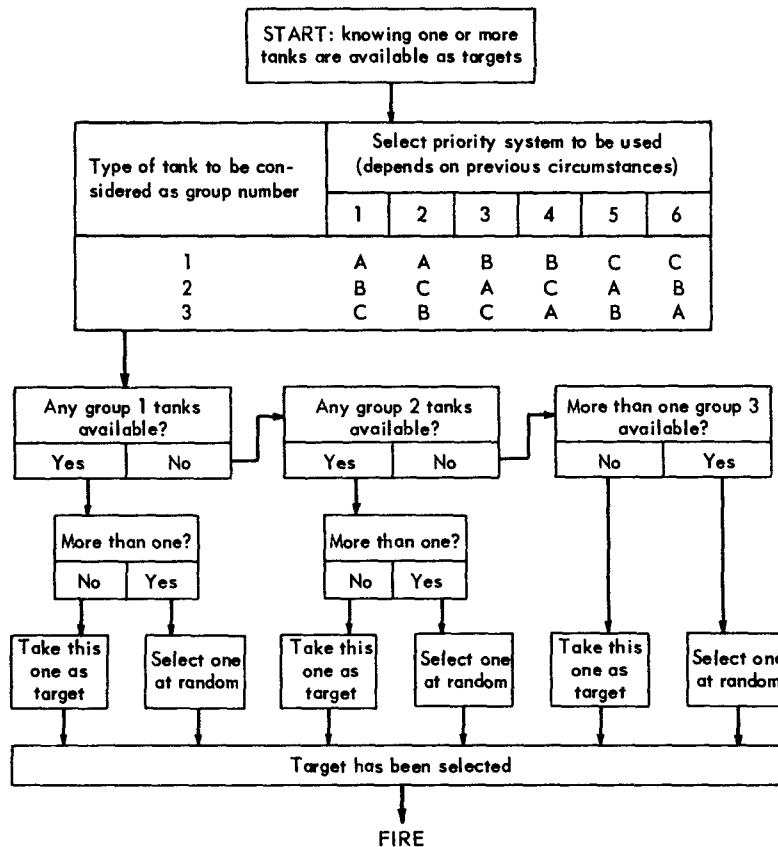 START: knowing one or more
tanks are available as targets
Type of tank to be con-
sidered as group number
Select priority system to be used
(depends on previous circumstances)
1 2 3 4 5 6
1 A A B B C C
2 B C A C A B
3 C B C A B A
Any group 1 tanks
available?
Yes No
Any group 2 tanks
available?
Yes No
More than one group 3
available?
No Yes
More than one?
No Yes
More than one?
No Yes
Take this
one as
target
Select one
at random
Take this
one as
target
Select one
at random
Take this
one as
target
Select one
at random
Target has been selected
FIRE